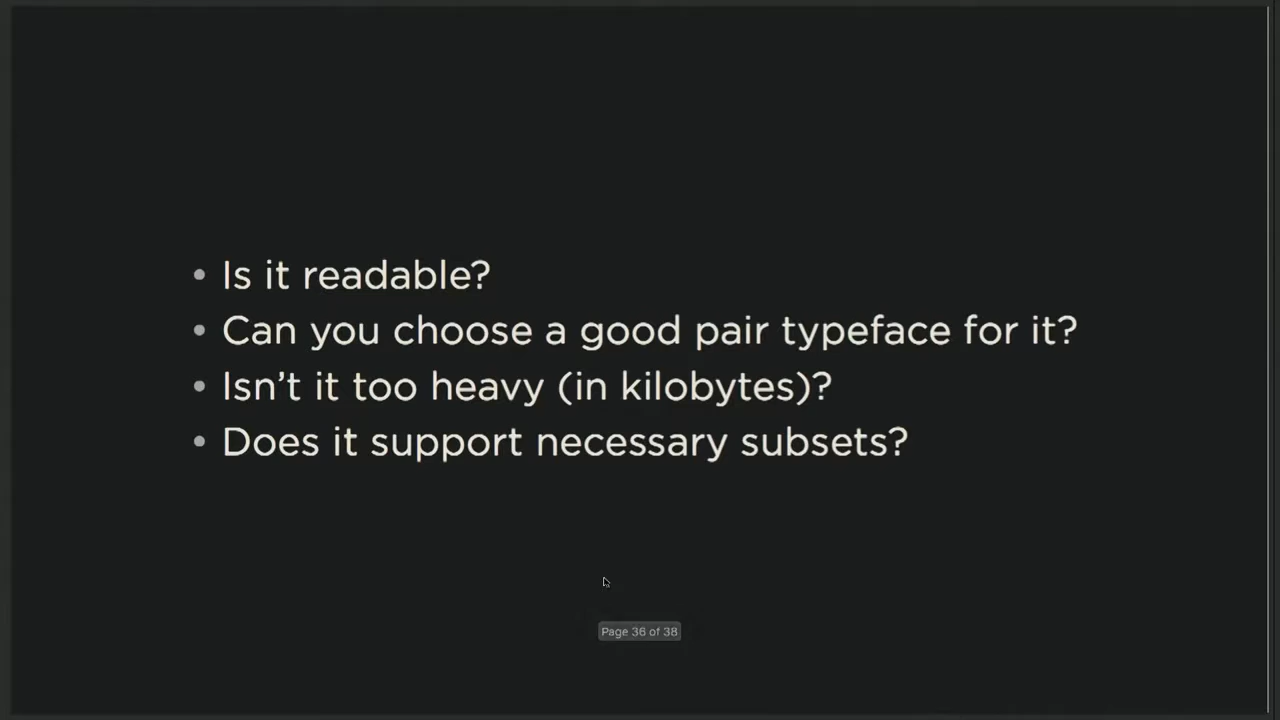 • Is it readable?
• Can you choose a good pair typeface for it?
• Isn’t it too heavy (in kilobytes)?
• Does it support necessary subsets?
Page 36 of 38